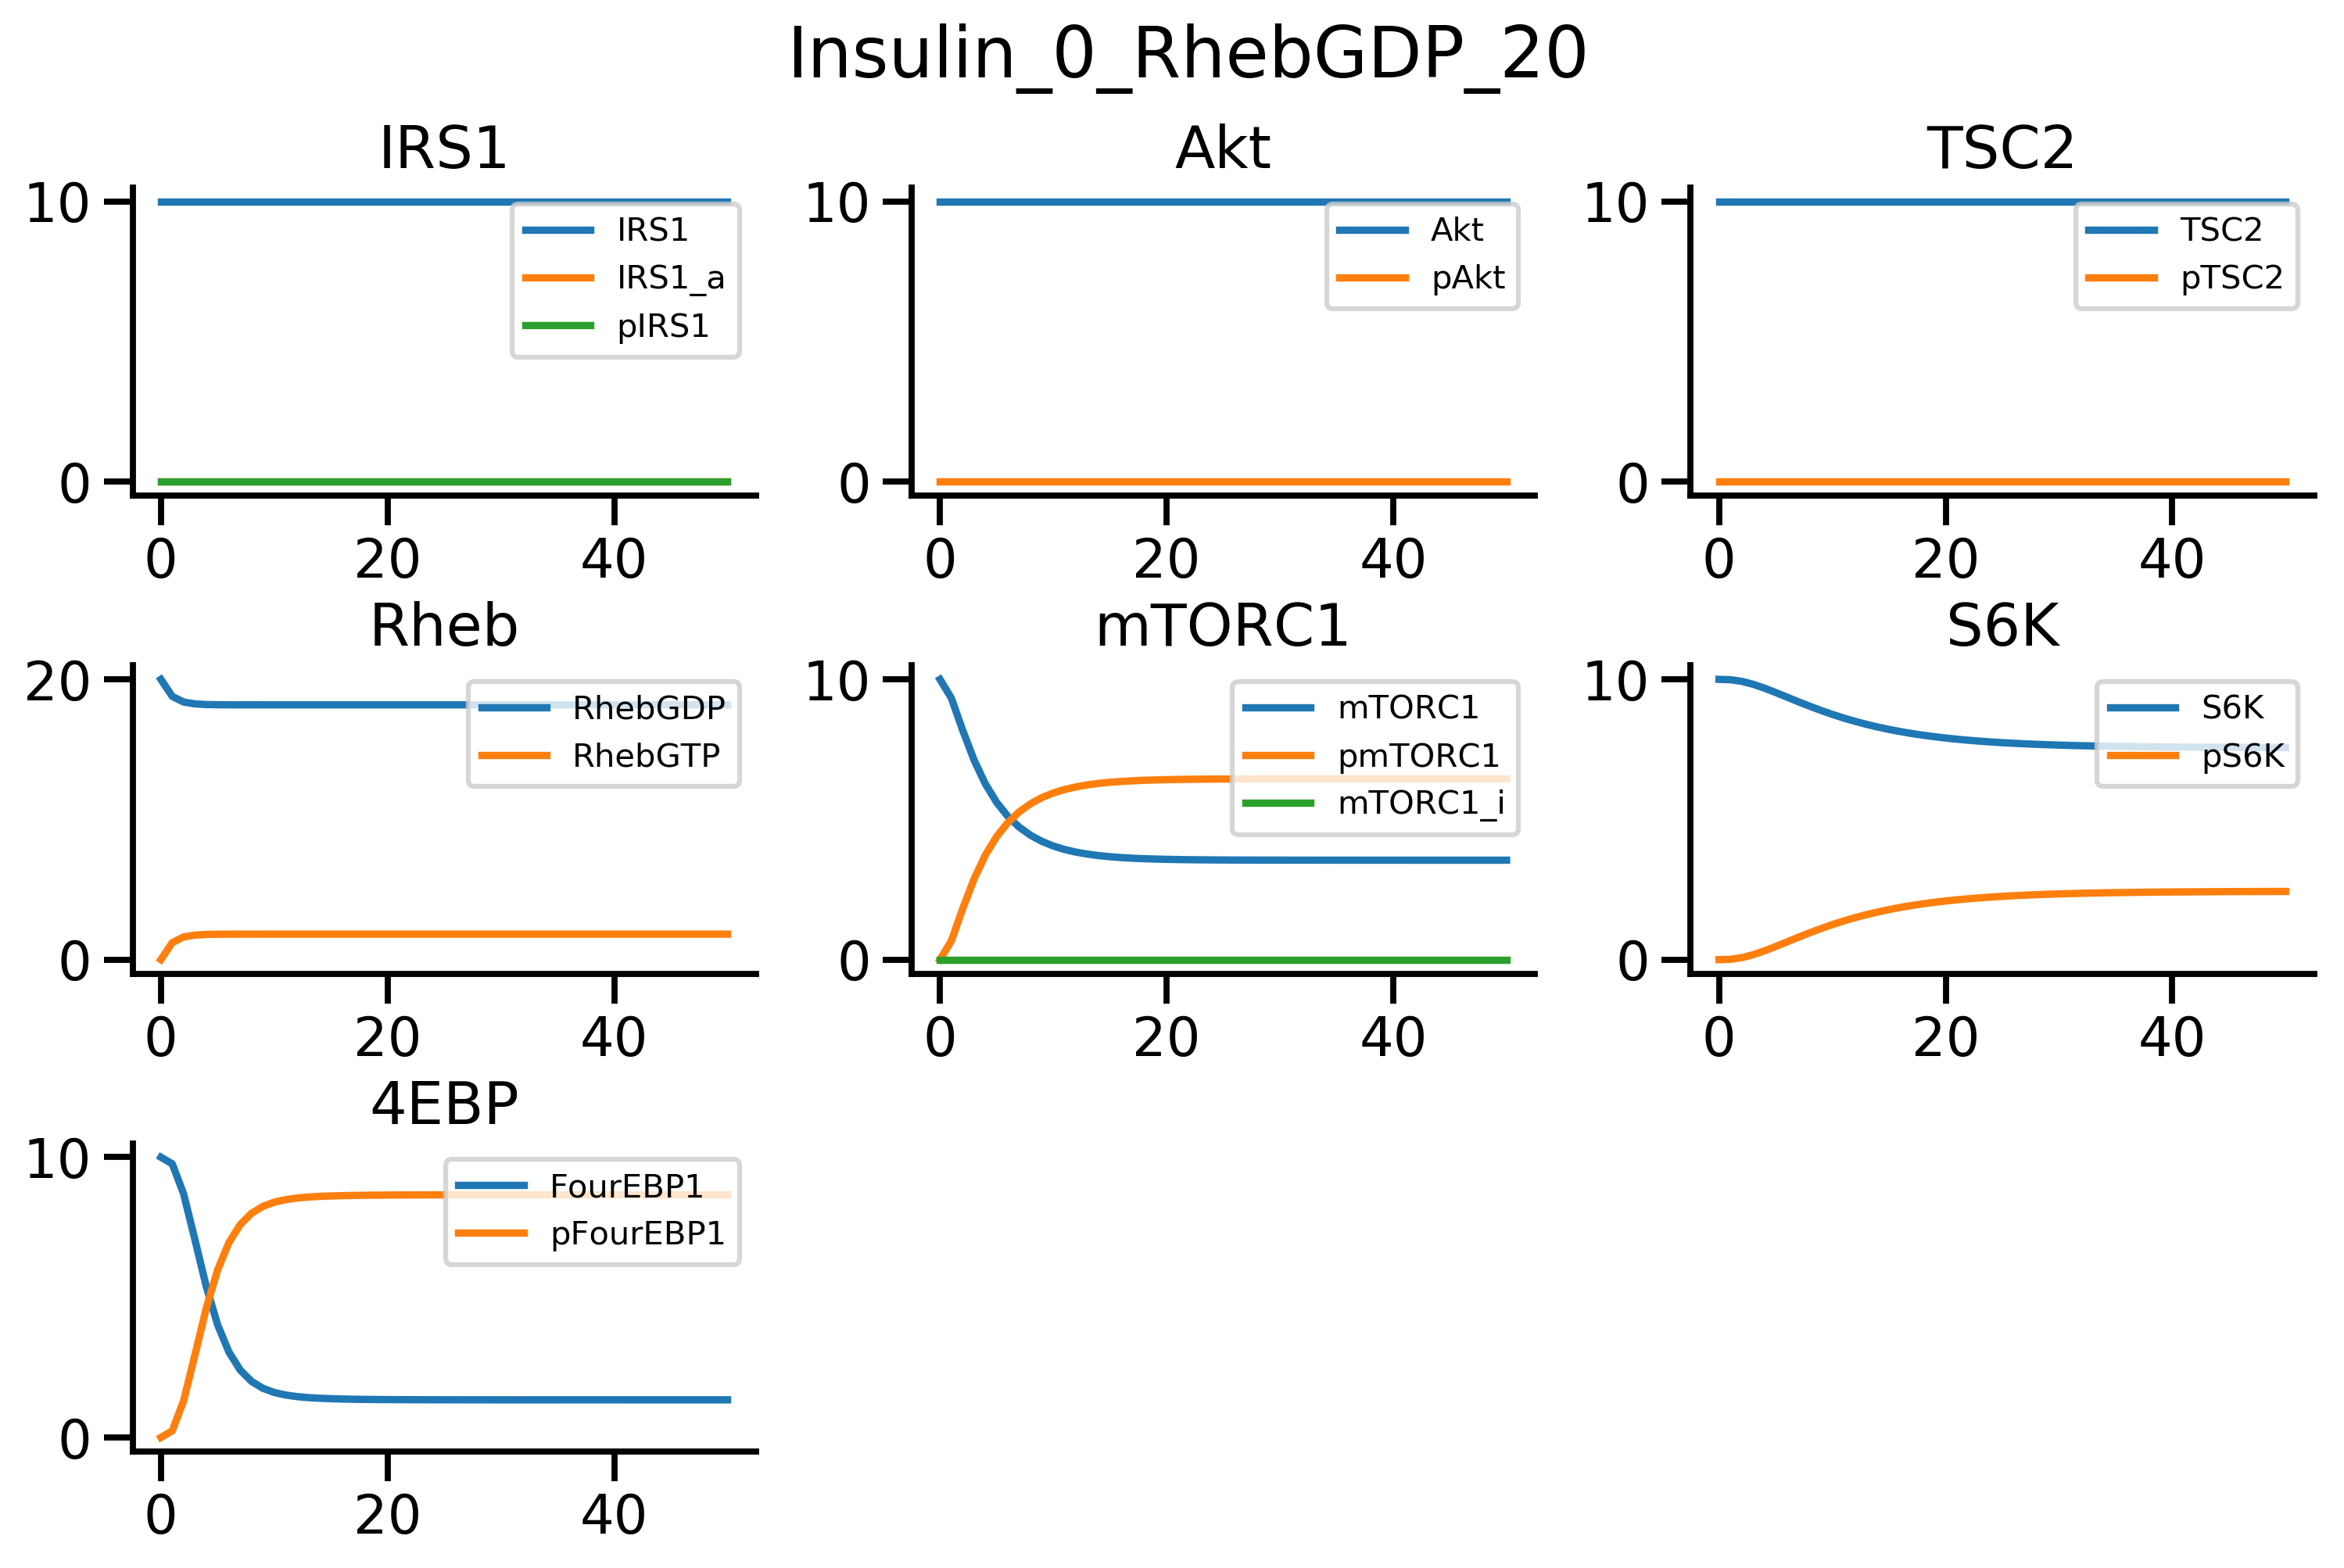 Insulin_0_RhebGDP_20
IRS1
10
0
0 20 40
IRS1
IRS1_a
pIRS1
Akt
10
0
0 20 40
Akt
pAkt
TSC2
10
0
0 20 40
TSC2
pTSC2
Rheb
20
0
0 20 40
RhebGDP
RhebGTP
mTORC1
10
0
0 20 40
mTORC1
pmTORC1
mTORC1_i
S6K
10
0
0 20 40
S6K
pS6K
4EBP
10
0
0 20 40
FourEBP1
pFourEBP1